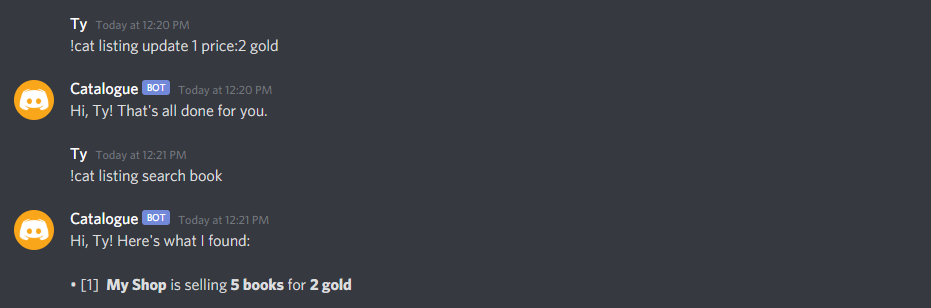 Ty Today at 12:20 PM
!cat listing update 1 price:2 gold
Catalogue BOT Today at 12:20 PM
Hi, Ty! That's all done for you.
Ty Today at 12:21 PM
!cat listing search book
Catalogue BOT Today at 12:21 PM
Hi, Ty! Here's what I found:
• [1] My Shop is selling 5 books for 2 gold